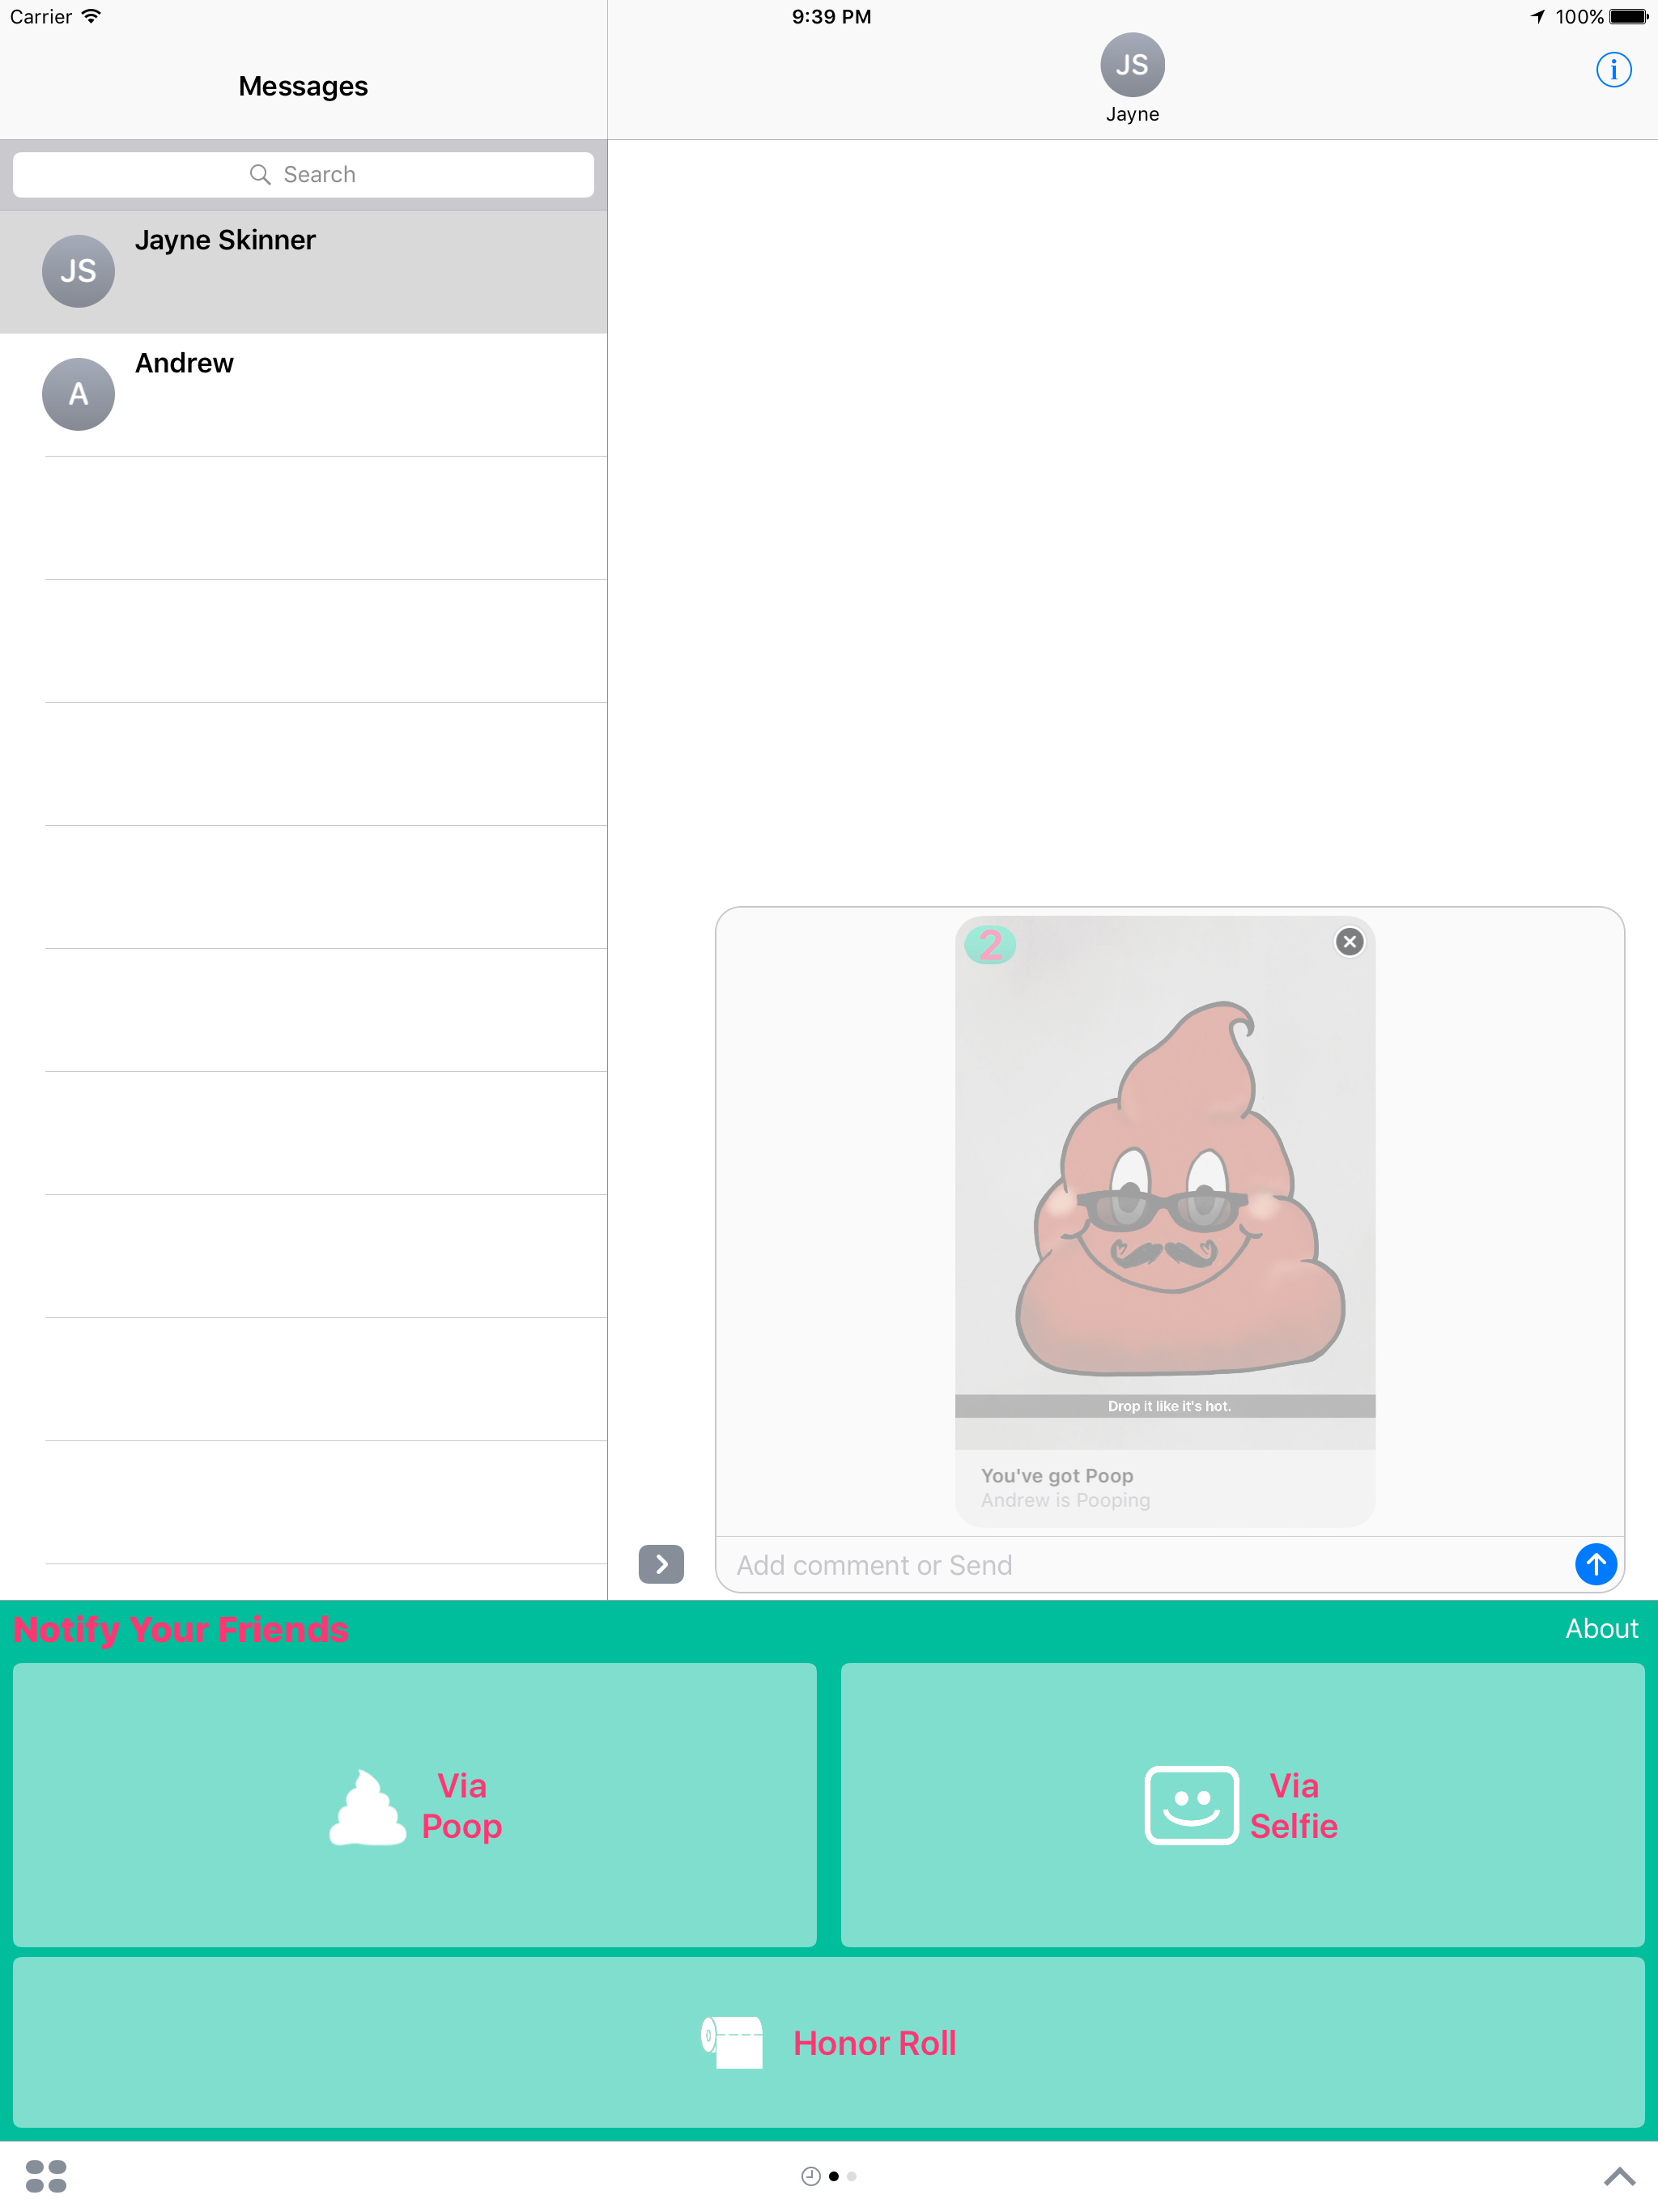 Carrier
9:39 PM
100%
Messages
JS
Jayne
i
Search
Jayne Skinner
JS
Andrew
A
2
Drop it like it's hot.
You've got Poop
Andrew is Pooping
Add comment or Send
Notify Your Friends
About
Via
Poop
Via
Selfie
Honor Roll